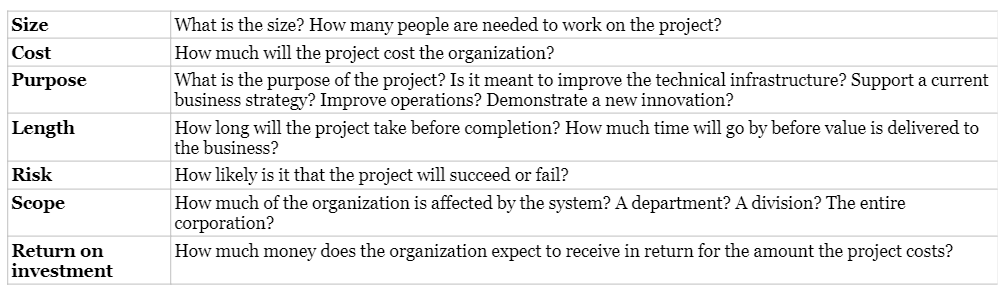 Size What is the size? How many people are needed to work on the project?
Cost How much will the project cost the organization?
Purpose What is the purpose of the project? Is it meant to improve the technical infrastructure? Support a current
business strategy? Improve operations? Demonstrate a new innovation?
Length How long will the project take before completion? How much time will go by before value is delivered to
the business?
Risk How likely is it that the project will succeed or fail?
Scope How much of the organization is affected by the system? A department? A division? The entire
corporation?
Return on How much money does the organization expect to receive in return for the amount the project costs?
investment